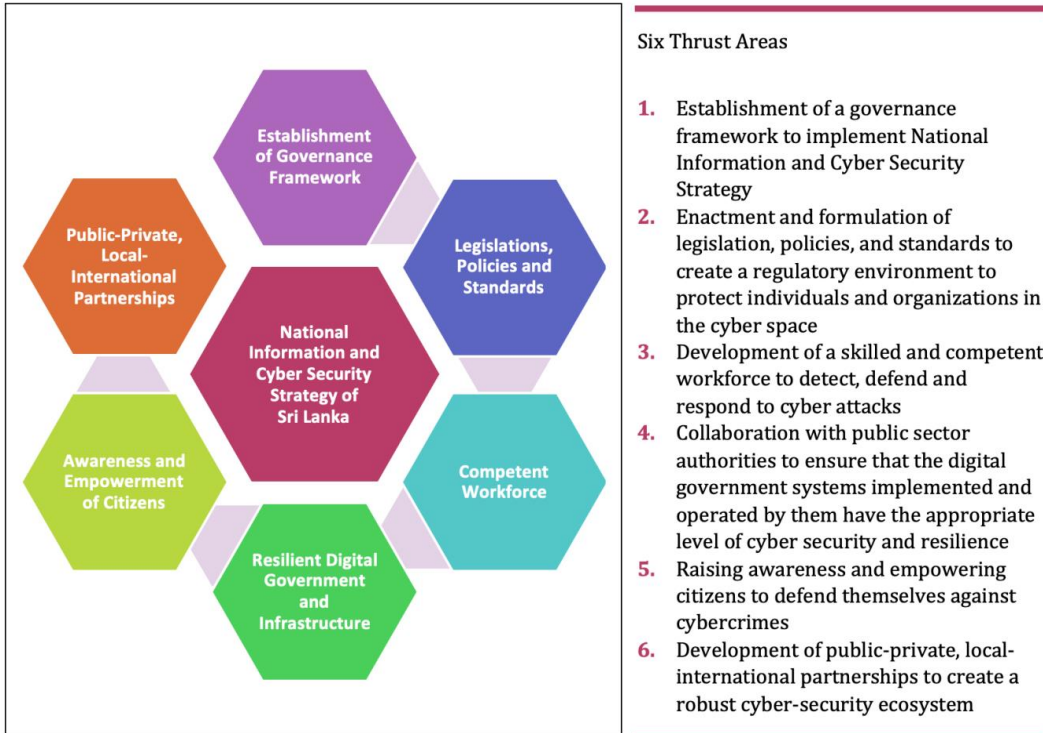 Establishment
of Governance
Framework
Legislations,
Policies and
Standards
Competent
Workforce
Resilient Digital
Government
and
Infrastructure
Awareness and
Empowerment
of Citizens
Public-Private,
Local-
International
Partnerships
National
Information and
Cyber Security
Strategy of
Sri Lanka
Six Thrust Areas
1. Establishment of a governance
framework to implement National
Information and Cyber Security
Strategy
2. Enactment and formulation of
legislation, policies, and standards to
create a regulatory environment to
protect individuals and organizations in
the cyber space
3. Development of a skilled and competent
workforce to detect, defend and
respond to cyber attacks
4. Collaboration with public sector
authorities to ensure that the digital
government systems implemented and
operated by them have the appropriate
level of cyber security and resilience
5. Raising awareness and empowering
citizens to defend themselves against
cybercrimes
6. Development of public-private, local-
international partnerships to create a
robust cyber-security ecosystem